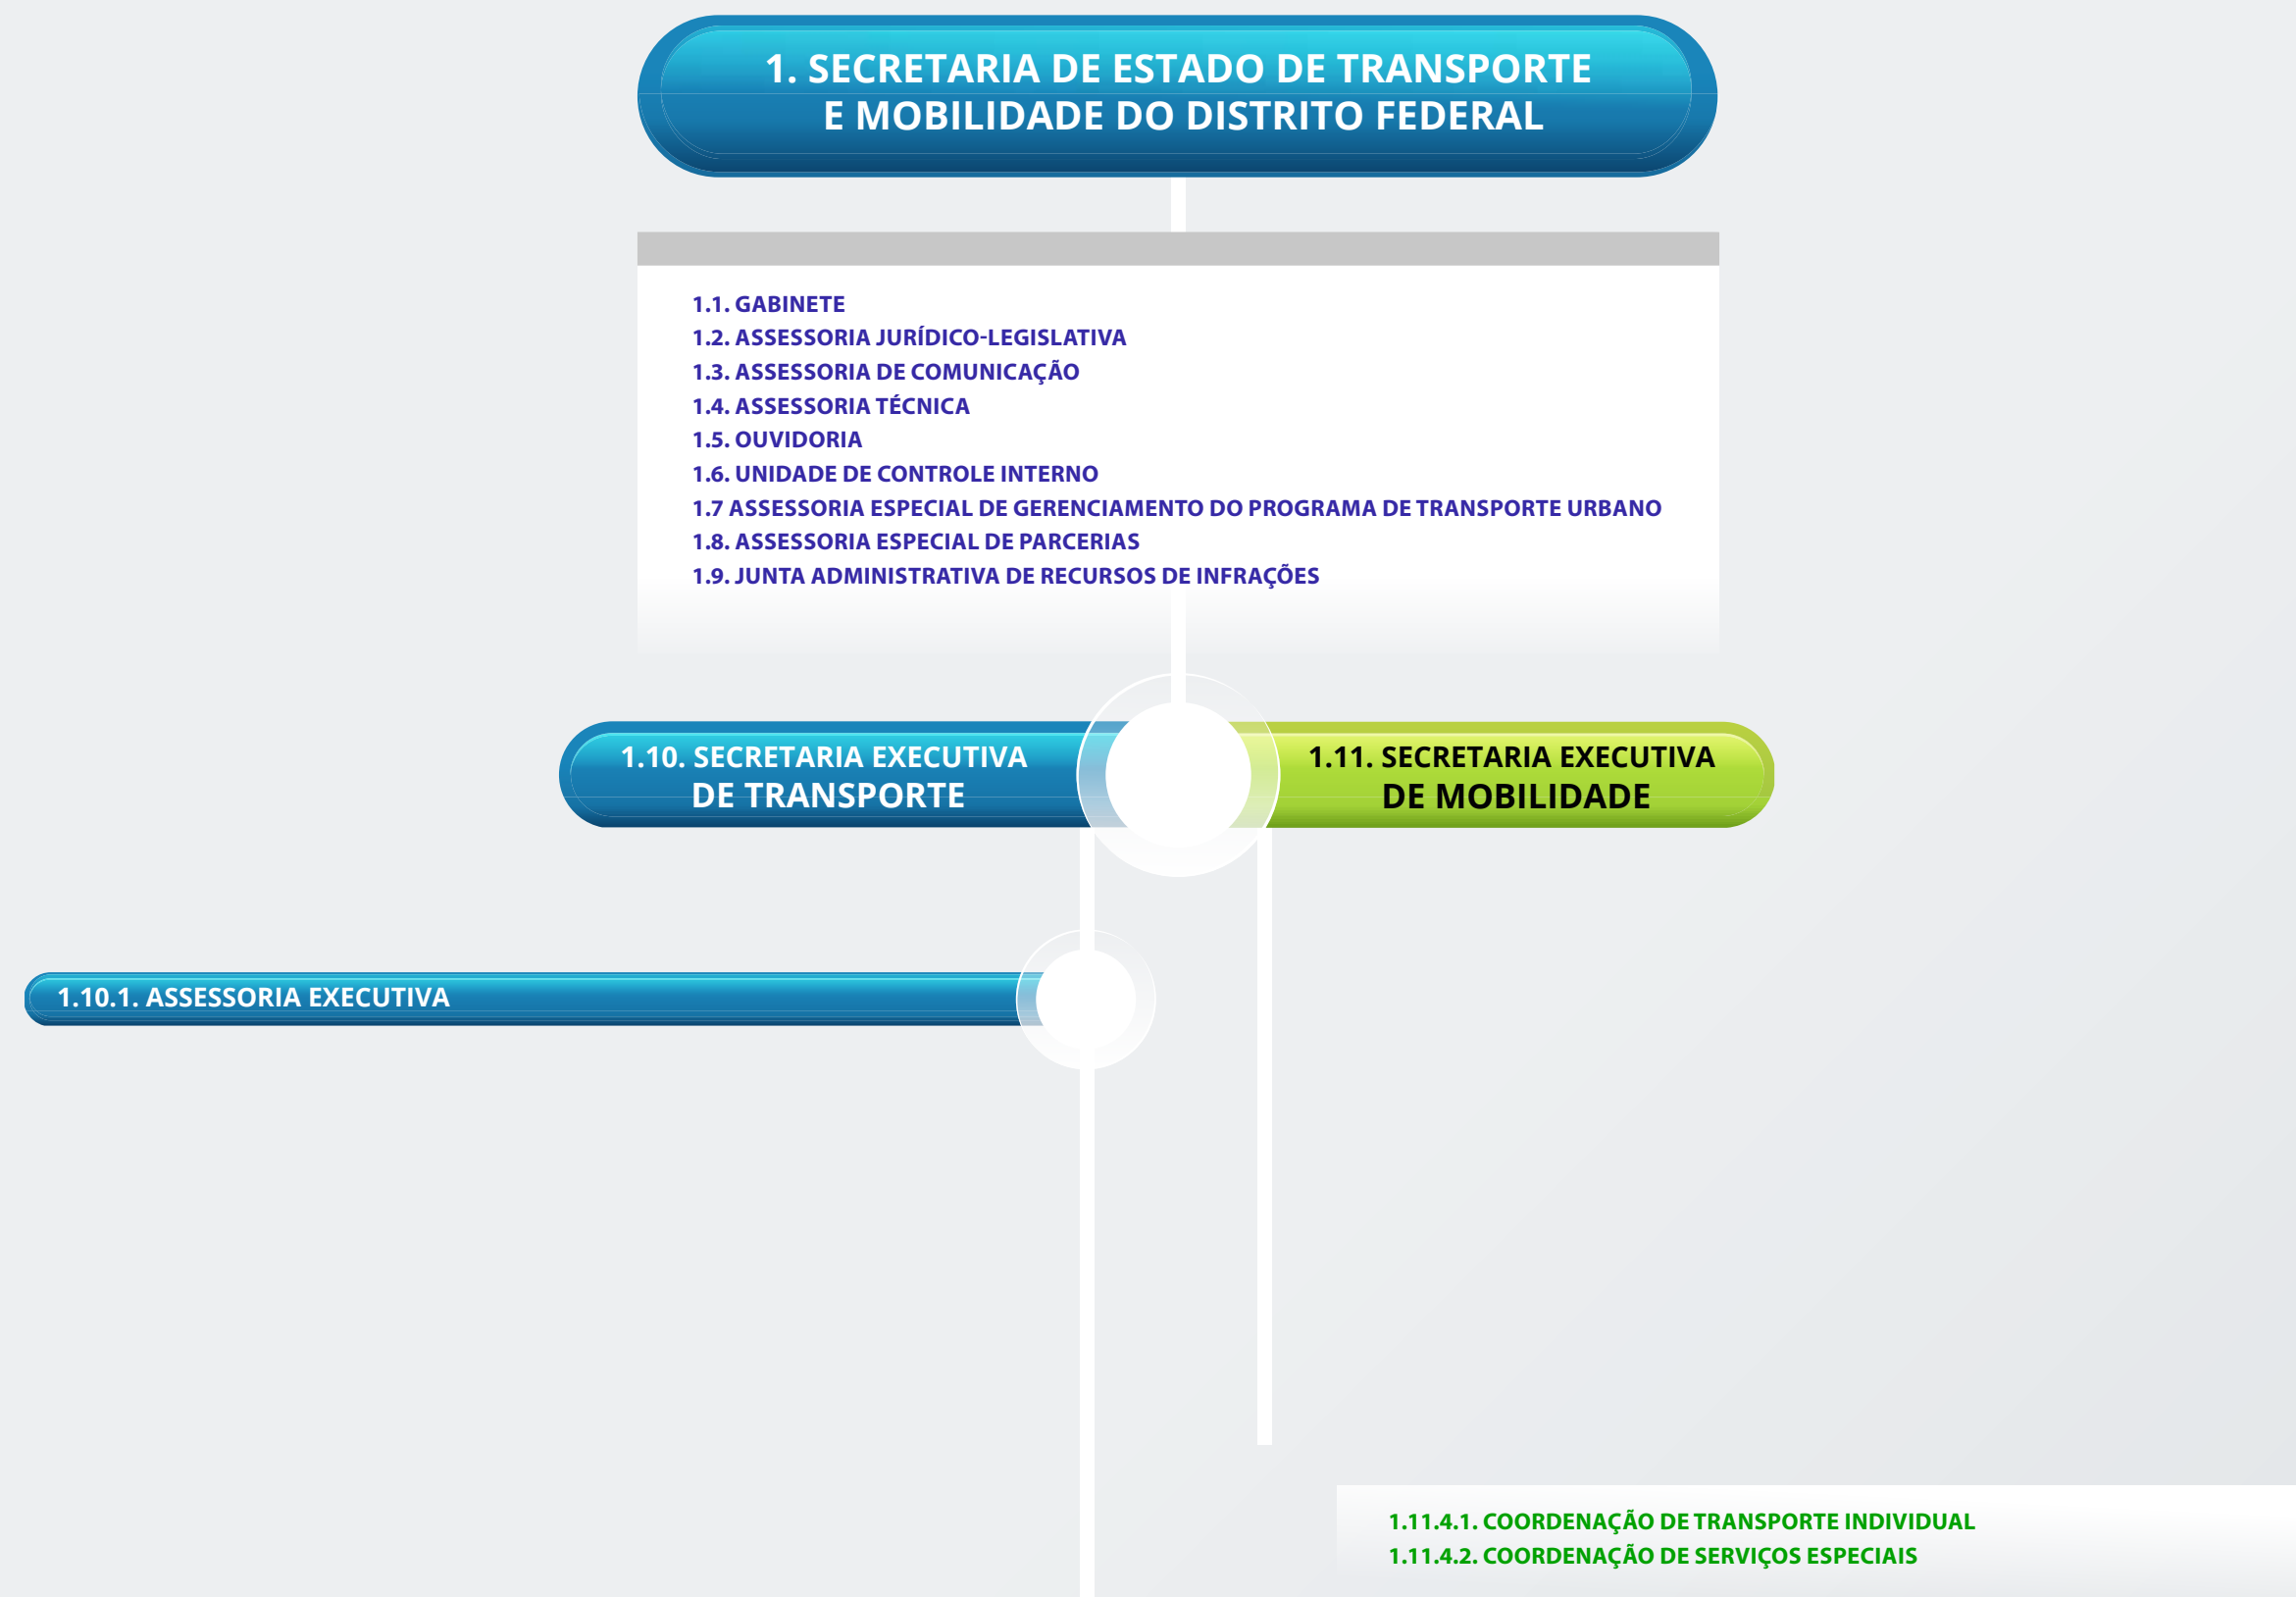 1. SECRETARIA DE ESTADO DE TRANSPORTE
E MOBILIDADE DO DISTRITO FEDERAL
1.1. GABINETE
1.2. ASSESSORIA JURÍDICO-LEGISLATIVA
1.3. ASSESSORIA DE COMUNICAÇÃO
1.4. ASSESSORIA TÉCNICA
1.5. OUVIDORIA
1.6. UNIDADE DE CONTROLE INTERNO
1.7 ASSESSORIA ESPECIAL DE GERENCIAMENTO DO PROGRAMA DE TRANSPORTE URBANO
1.8. ASSESSORIA ESPECIAL DE PARCERIAS
1.9. JUNTA ADMINISTRATIVA DE RECURSOS DE INFRAÇÕES
1.10. SECRETARIA EXECUTIVA
DE TRANSPORTE
1.11. SECRETARIA EXECUTIVA
DE MOBILIDADE
1.10.1. ASSESSORIA EXECUTIVA
1.11.4.1. COORDENAÇÃO DE TRANSPORTE INDIVIDUAL
1.11.4.2. COORDENAÇÃO DE SERVIÇOS ESPECIAIS